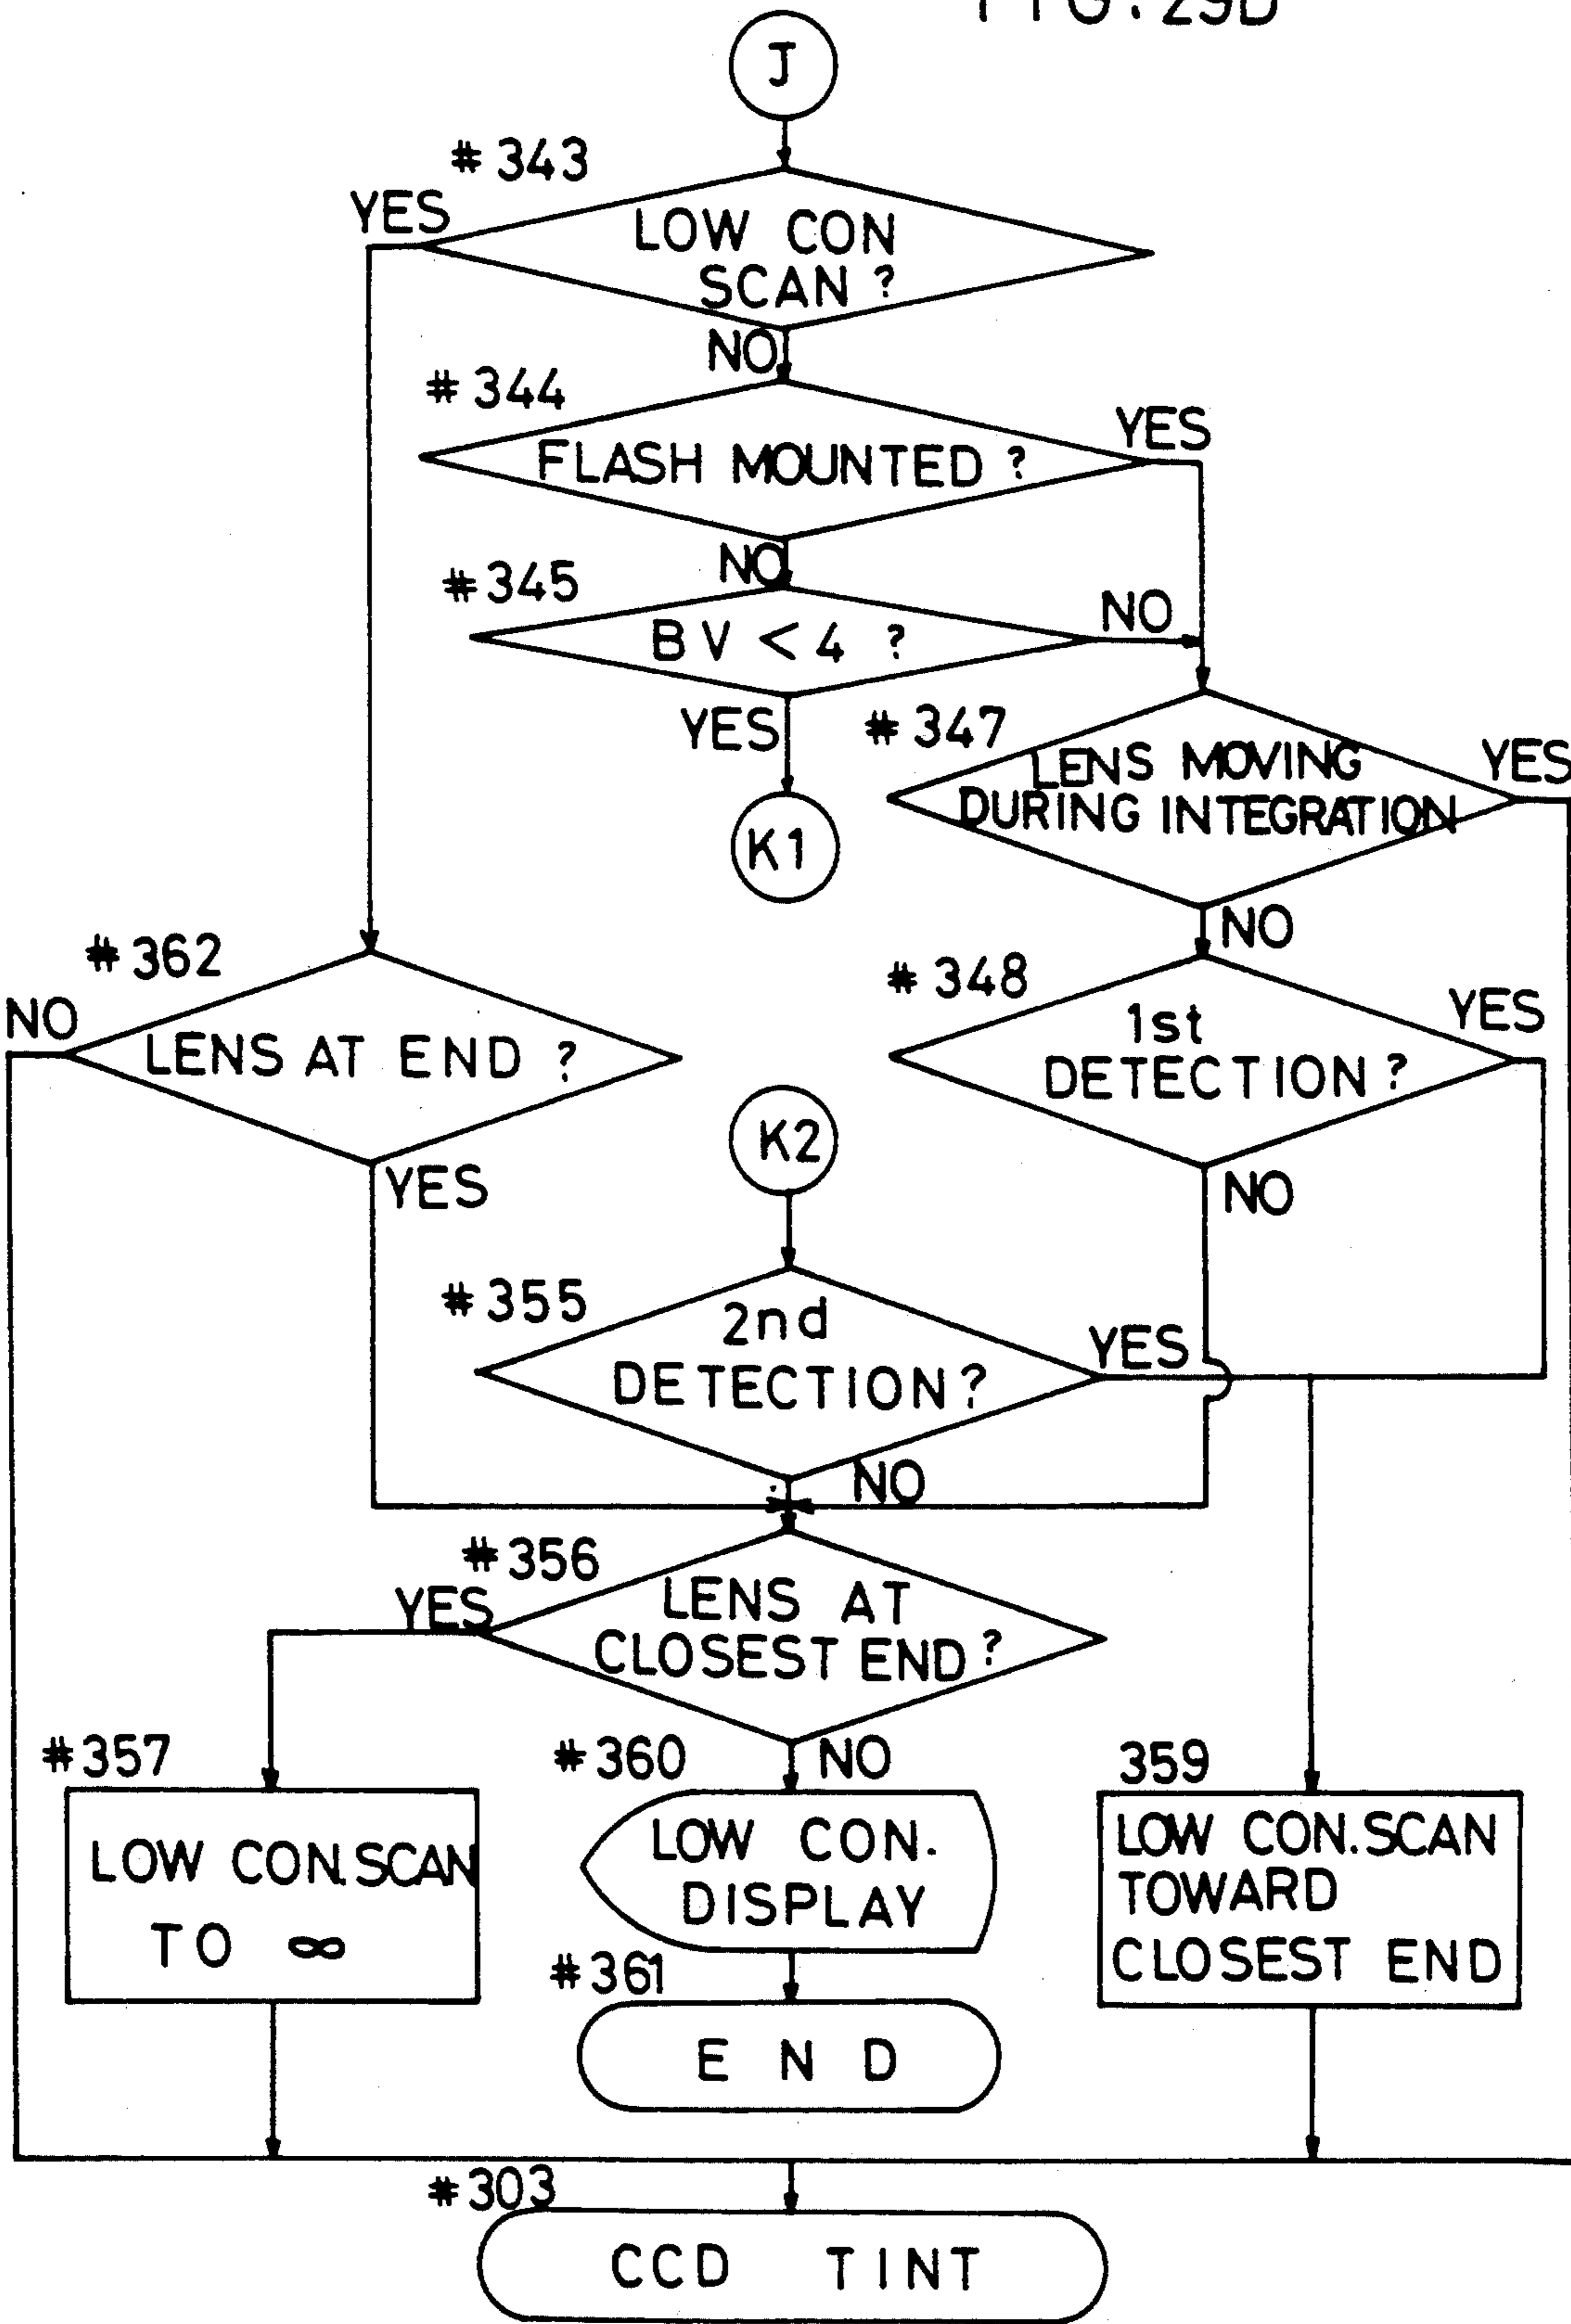 FIG. 29D
J
#343
YES
LOW CON
SCAN ?
NO
#344
FLASH MOUNTED ?
YES
NO
#345
BV < 4 ?
NO
YES
K1
#347
LENS MOVING
DURING INTEGRATION
YES
NO
#362
NO
LENS AT END ?
YES
#348
1st
DETECTION ?
YES
NO
K2
#355
2nd
DETECTION ?
YES
NO
#356
YES
LENS AT
CLOSEST END ?
NO
#357
LOW CON. SCAN
TO ∞
#360
LOW CON.
DISPLAY
#361
END
359
LOW CON. SCAN
TOWARD
CLOSEST END
#303
CCD TINT